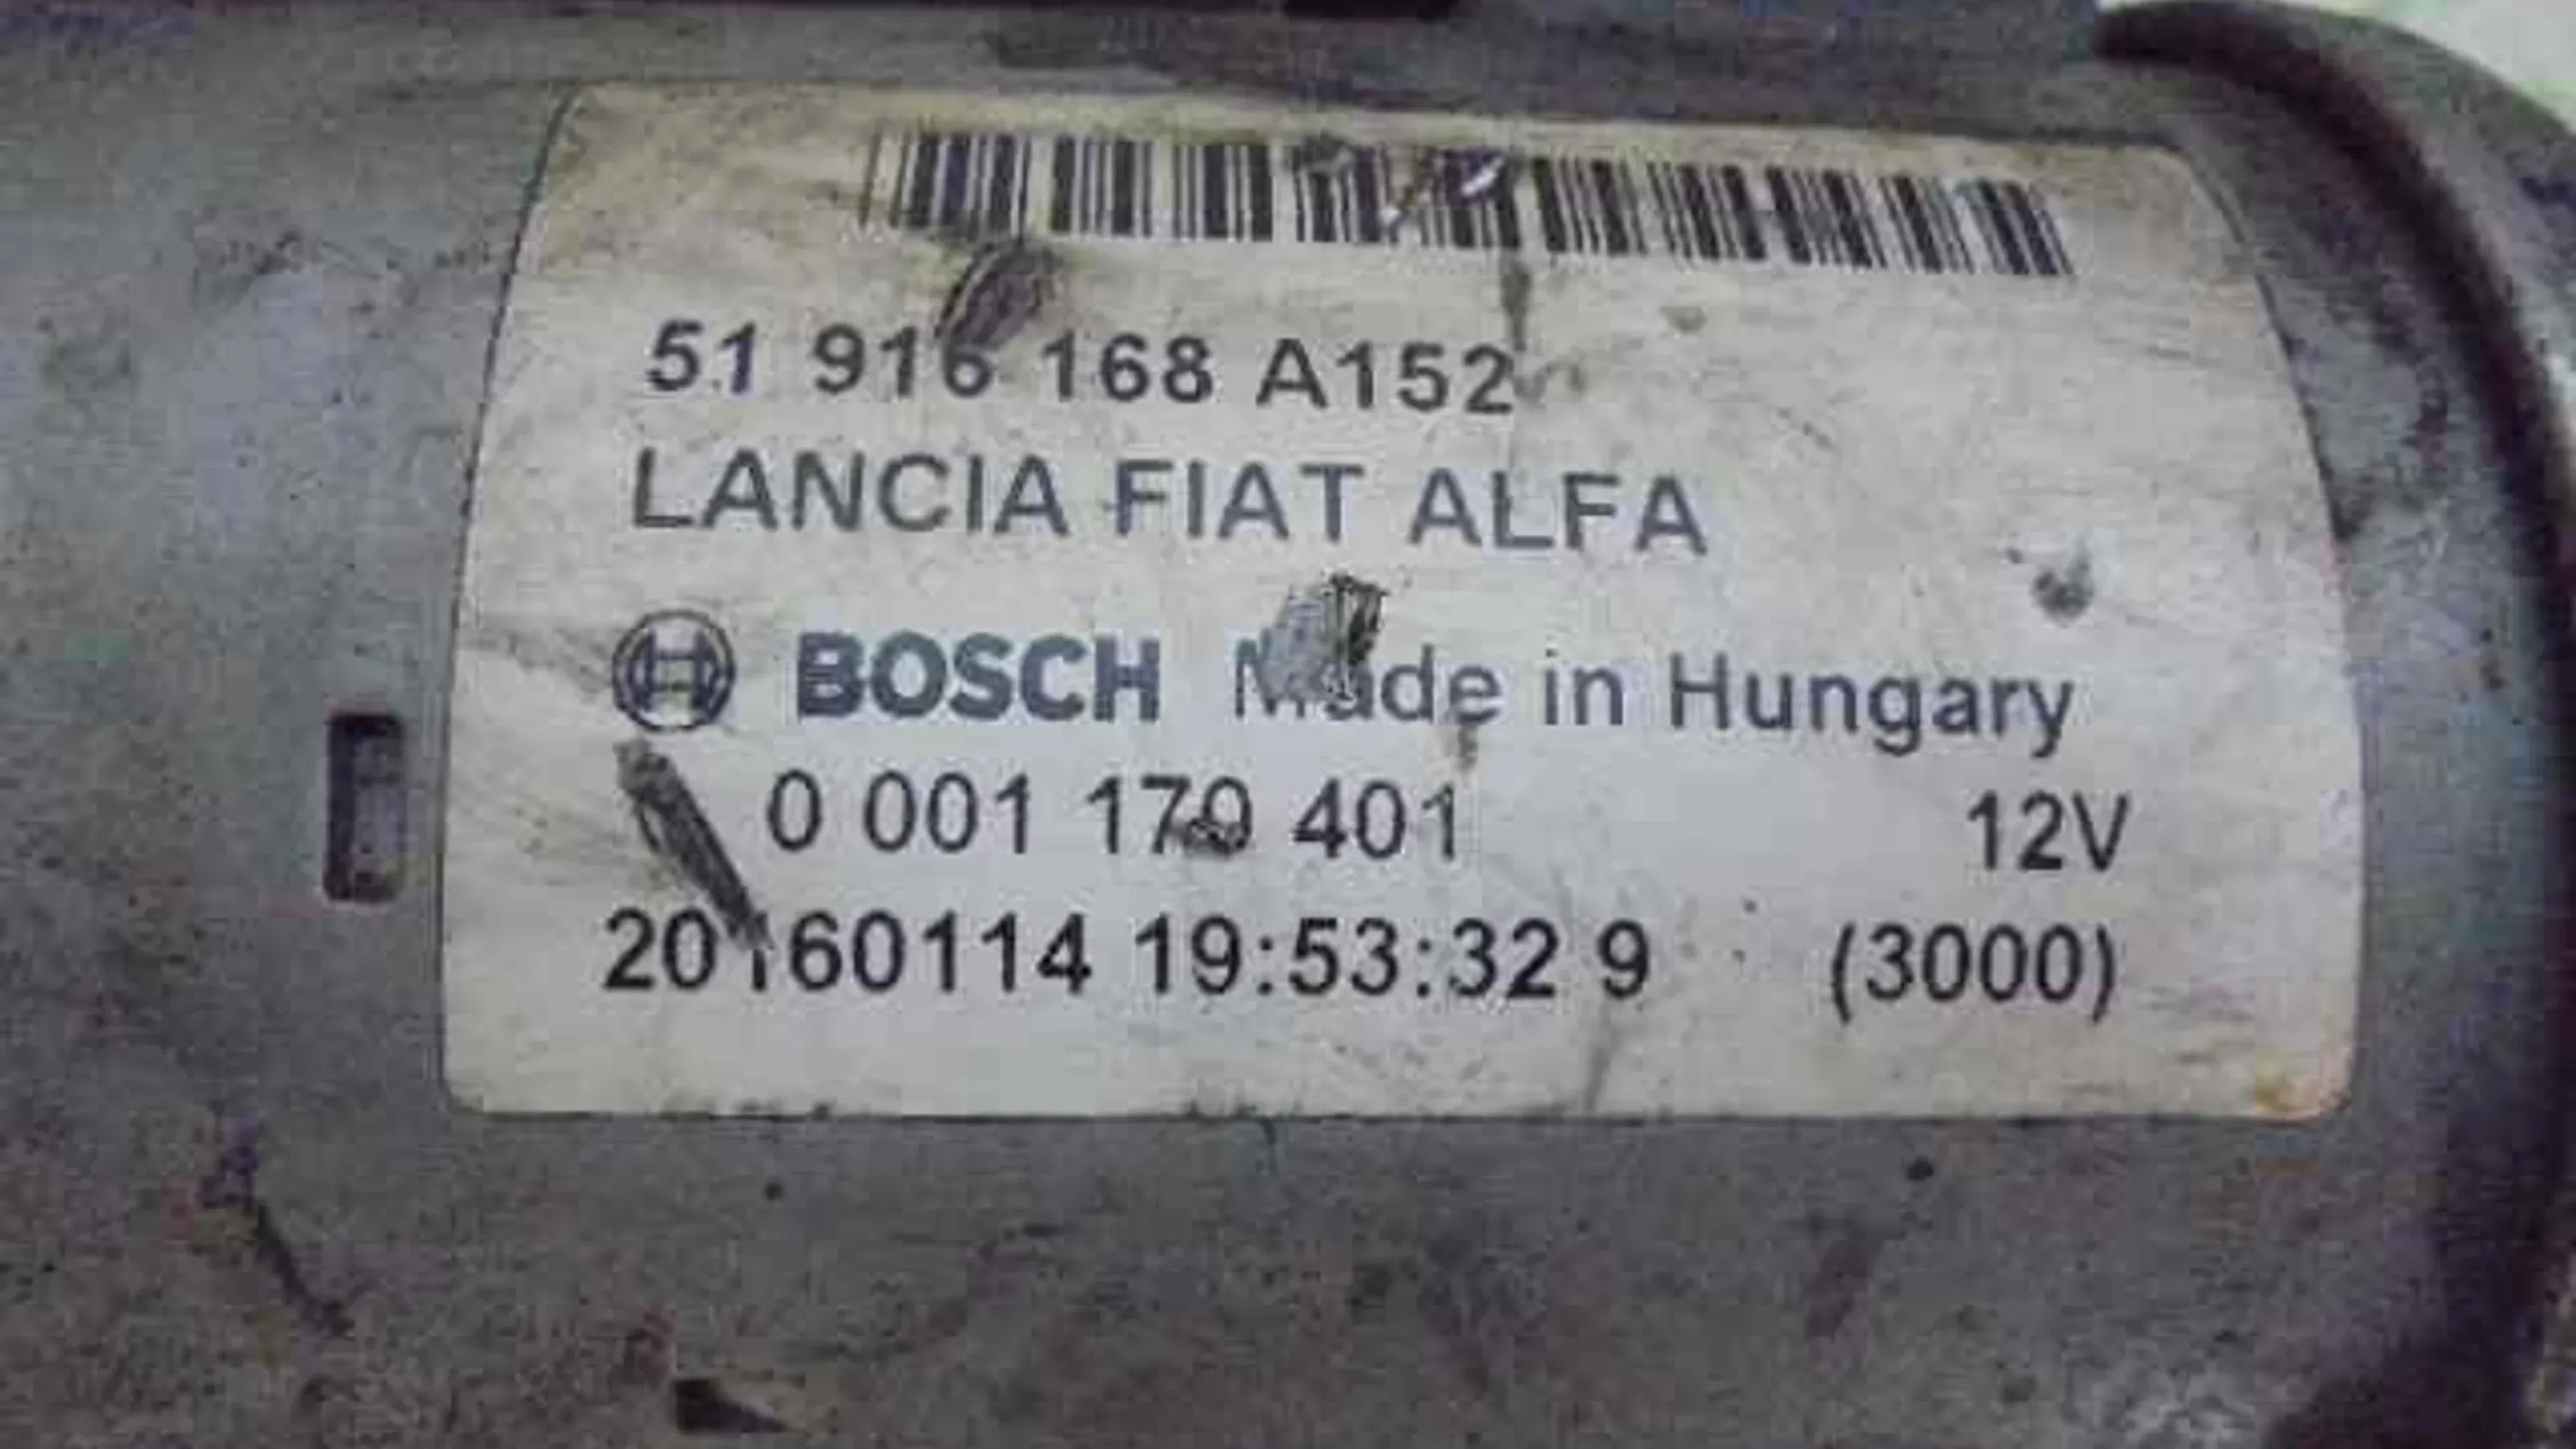 51 916 168 A152
LANCIA FIAT ALFA
BOSCH Made in Hungary
0 001 170 401 12V
20160114 19:53:32 9 (3000)